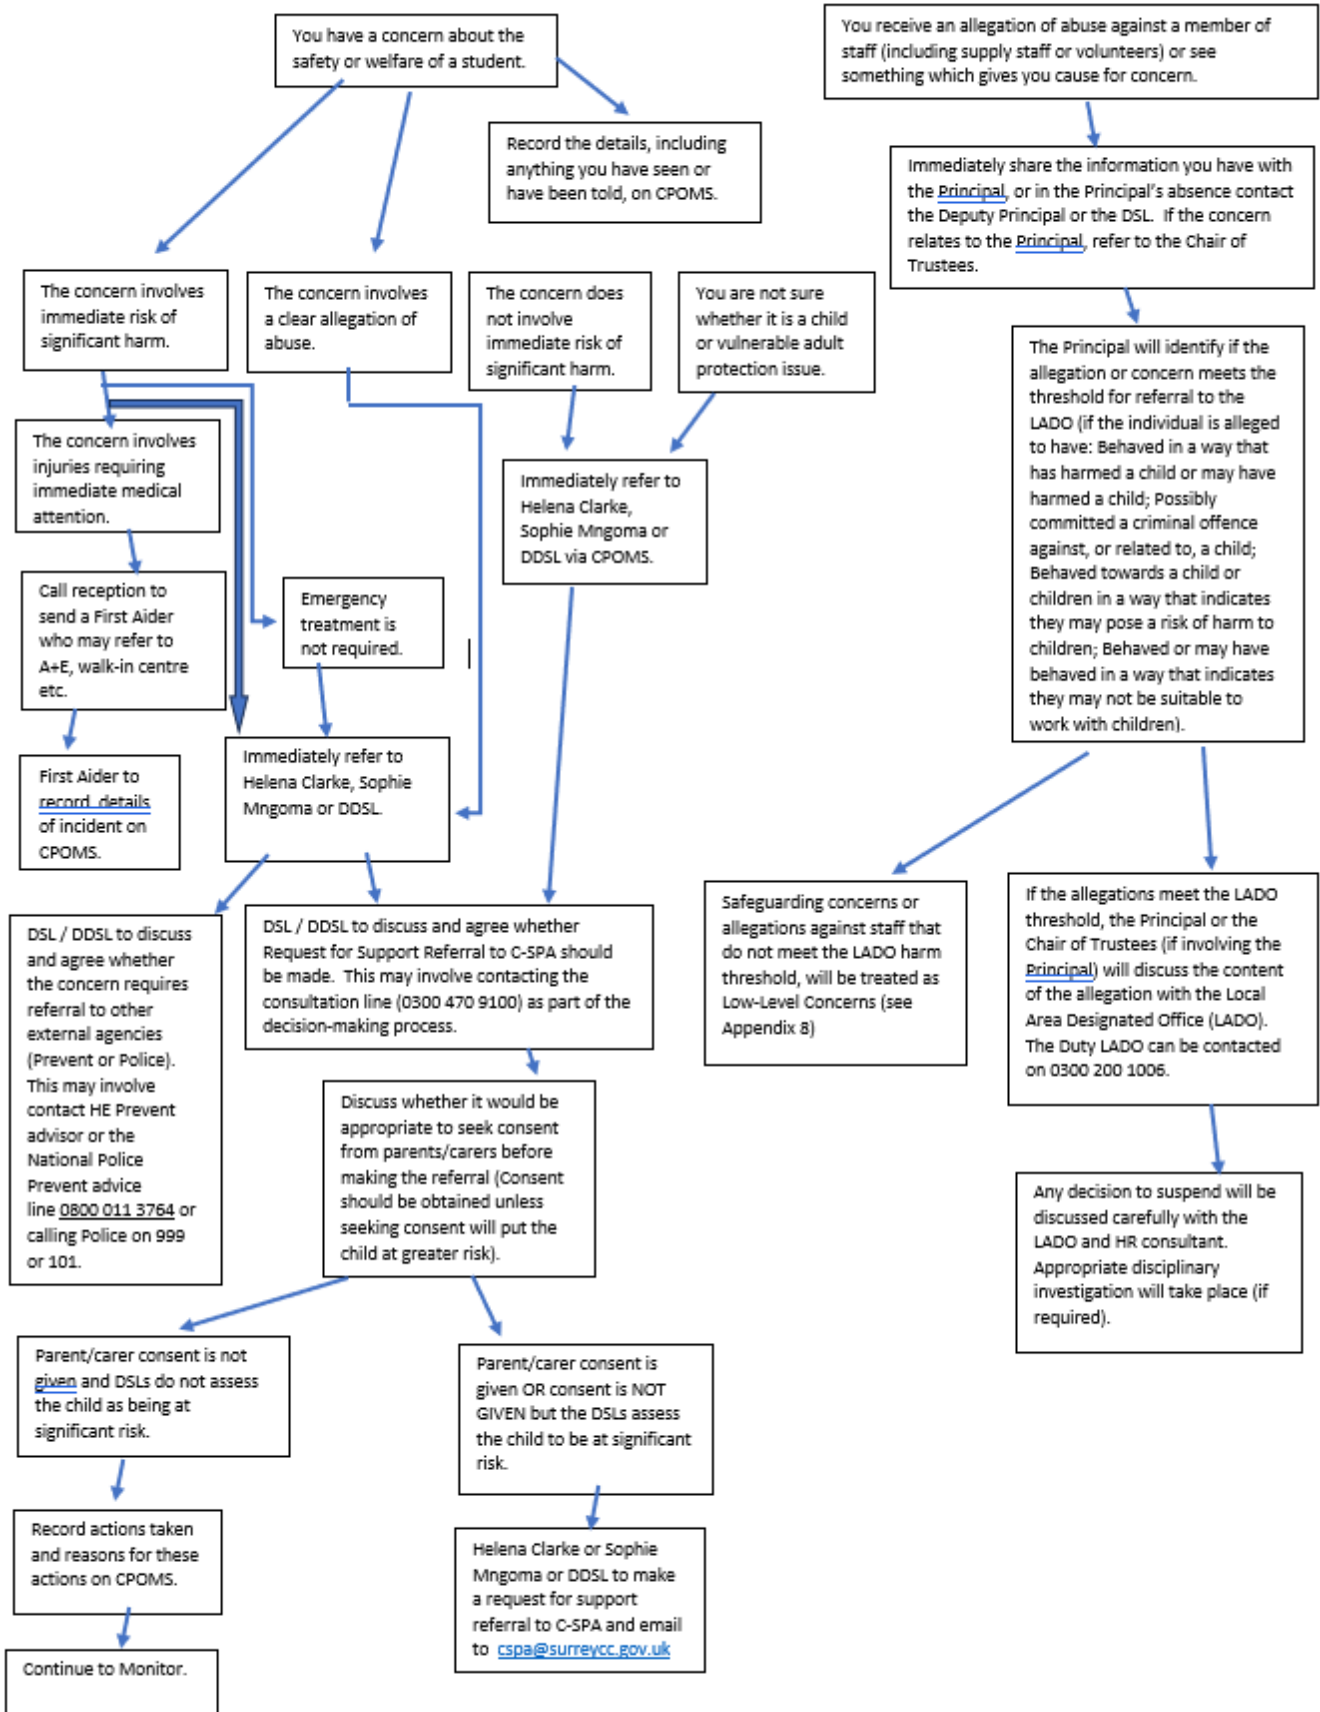 You have a concern about the
safety or welfare of a student.
You receive an allegation of abuse against a member of
staff (including supply staff or volunteers) or see
something which gives you cause for concern.
Record the details, including
anything you have seen or
have been told, on CPOMS.
Immediately share the information you have with
the Principal, or in the Principal's absence contact
the Deputy Principal or the DSL. If the concern
relates to the Principal, refer to the Chair of
Trustees.
The concern involves
immediate risk of
significant harm.
The concern involves
a clear allegation of
abuse.
The concern does
not involve
immediate risk of
significant harm.
You are not sure
whether it is a child
or vulnerable adult
protection issue.
The Principal will identify if the
allegation or concern meets the
threshold for referral to the
LADO (if the individual is alleged
to have: Behaved in a way that
has harmed a child or may have
harmed a child; Possibly
committed a criminal offence
against, or related to, a child;
Behaved towards a child or
children in a way that indicates
they may pose a risk of harm to
children; Behaved or may have
behaved in a way that indicates
they may not be suitable to
work with children).
The concern involves
injuries requiring
immediate medical
attention.
Immediately refer to
Helena Clarke,
Sophie Mngoma or
DDSL via CPOMS.
Call reception to
send a First Aider
who may refer to
A+E, walk-in centre
etc.
Emergency
treatment is
not required.
First Aider to
record details
of incident on
CPOMS.
Immediately refer to
Helena Clarke, Sophie
Mngoma or DDSL.
DSL / DDSL to discuss
and agree whether
the concern requires
referral to other
external agencies
(Prevent or Police).
This may involve
contact HE Prevent
advisor or the
National Police
Prevent advice
line 0800 011 3764 or
calling Police on 999
or 101.
DSL / DDSL to discuss and agree whether
Request for Support Referral to C-SPA should
be made. This may involve contacting the
consultation line (0300 470 9100) as part of the
decision-making process.
Safeguarding concerns or
allegations against staff that
do not meet the LADO harm
threshold, will be treated as
Low-Level Concerns (see
Appendix 8)
If the allegations meet the LADO
threshold, the Principal or the
Chair of Trustees (if involving the
Principal) will discuss the content
of the allegation with the Local
Area Designated Office (LADO).
The Duty LADO can be contacted
on 0300 200 1006.
Discuss whether it would be
appropriate to seek consent
from parents/carers before
making the referral (Consent
should be obtained unless
seeking consent will put the
child at greater risk).
Any decision to suspend will be
discussed carefully with the
LADO and HR consultant.
Appropriate disciplinary
investigation will take place (if
required).
Parent/carer consent is not
given and DSLs do not assess
the child as being at
significant risk.
Parent/carer consent is
given OR consent is NOT
GIVEN but the DSLs assess
the child to be at significant
risk.
Record actions taken
and reasons for these
actions on CPOMS.
Helena Clarke or Sophie
Mngoma or DDSL to make
a request for support
referral to C-SPA and email
to cspa@surreycc.gov.uk
Continue to Monitor.